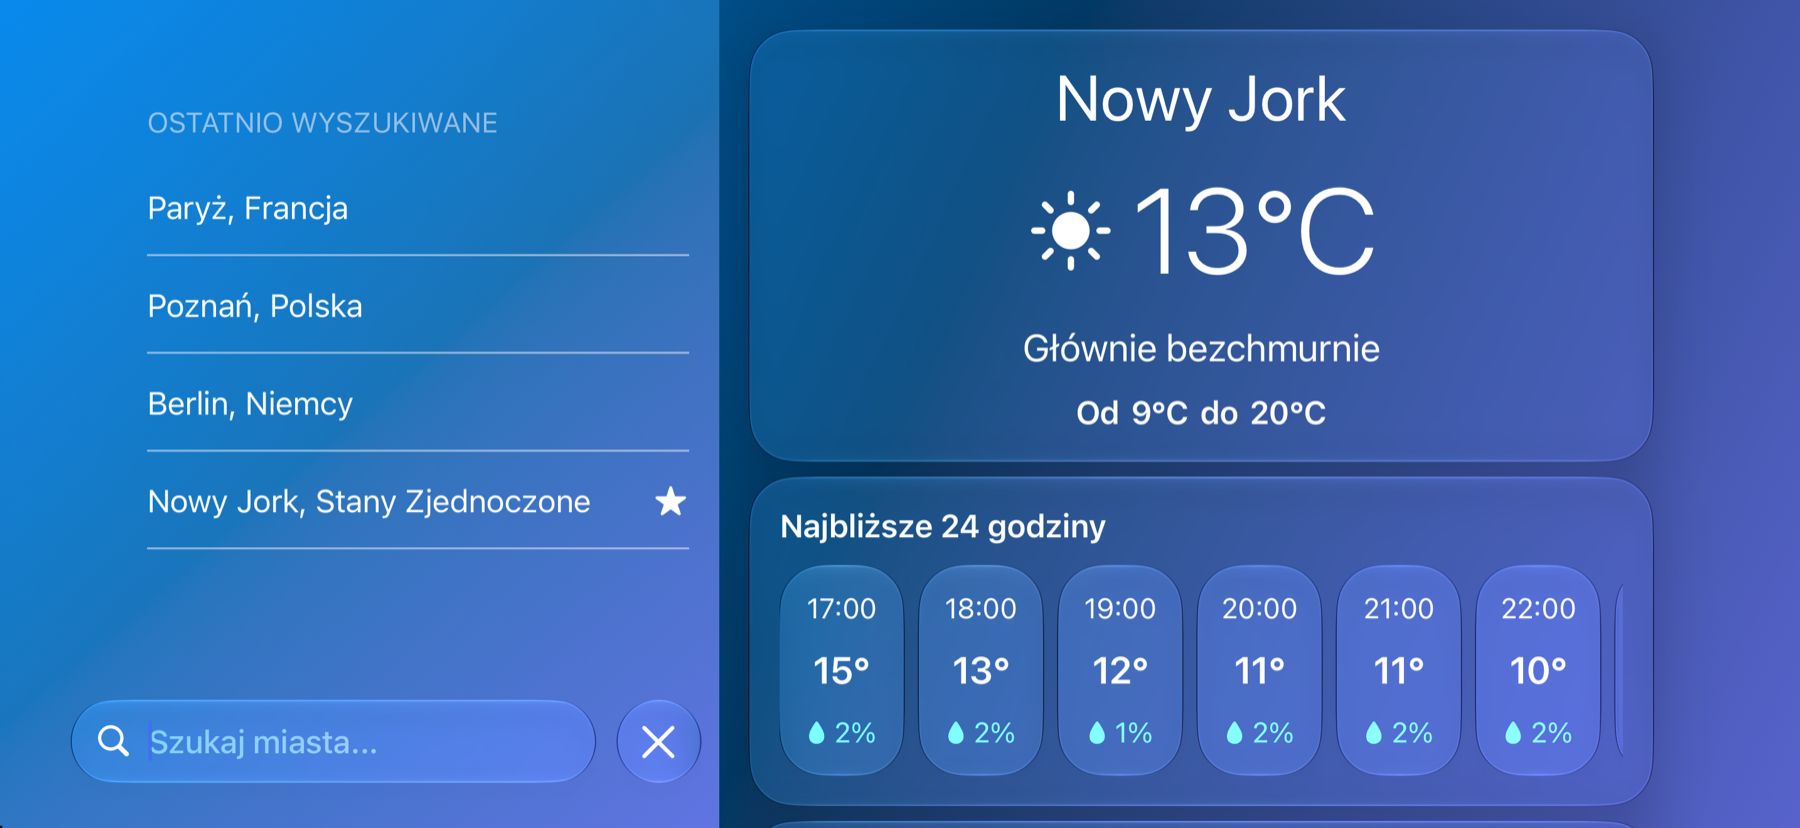 OSTATNIO WYSZUKIWANE
Paryż, Francja
Poznań, Polska
Berlin, Niemcy
Nowy Jork, Stany Zjednoczone
Szukaj miasta...
Nowy Jork
13°C
Głównie bezchmurnie
Od 9°C do 20°C
Najbliższe 24 godziny
17:00 18:00 19:00 20:00 21:00 22:00
15° 13° 12° 11° 11° 10°
2% 2% 1% 2% 2% 2%